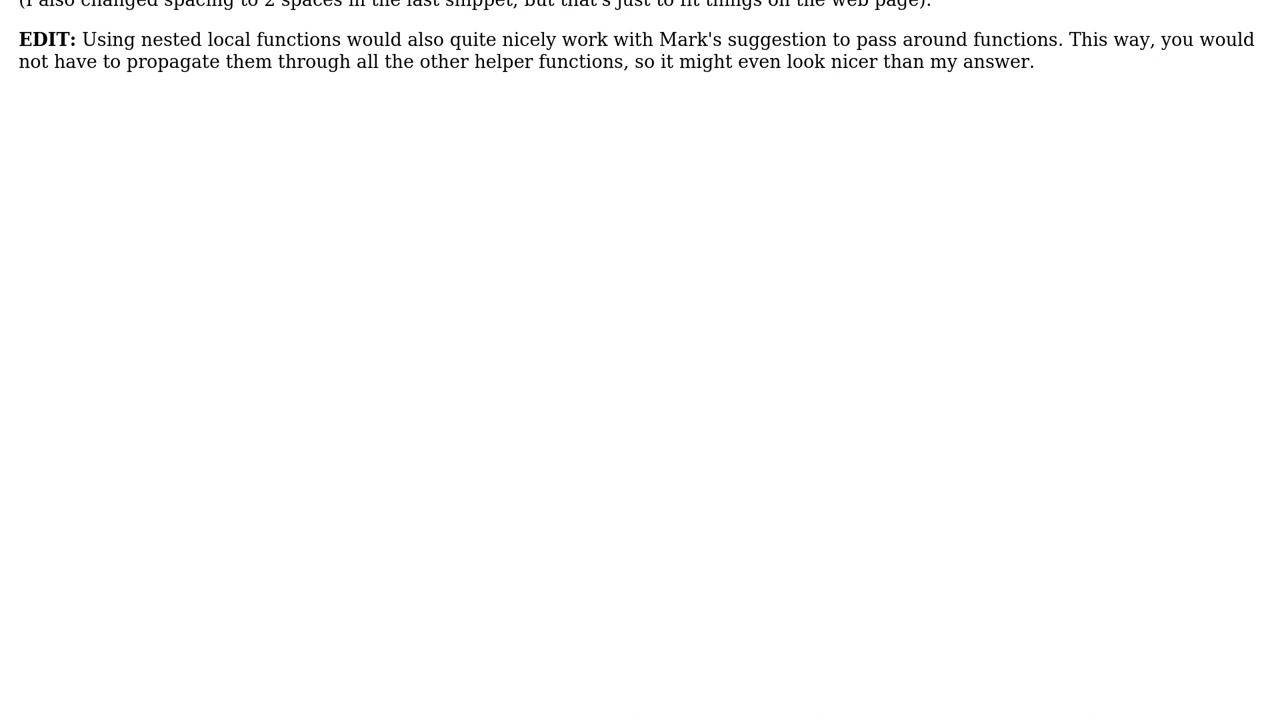 (I also changed spacing to 2 spaces in the last snippet, but that's just to fit things on the web page).
EDIT: Using nested local functions would also quite nicely work with Mark's suggestion to pass around functions. This way, you would
not have to propagate them through all the other helper functions, so it might even look nicer than my answer.